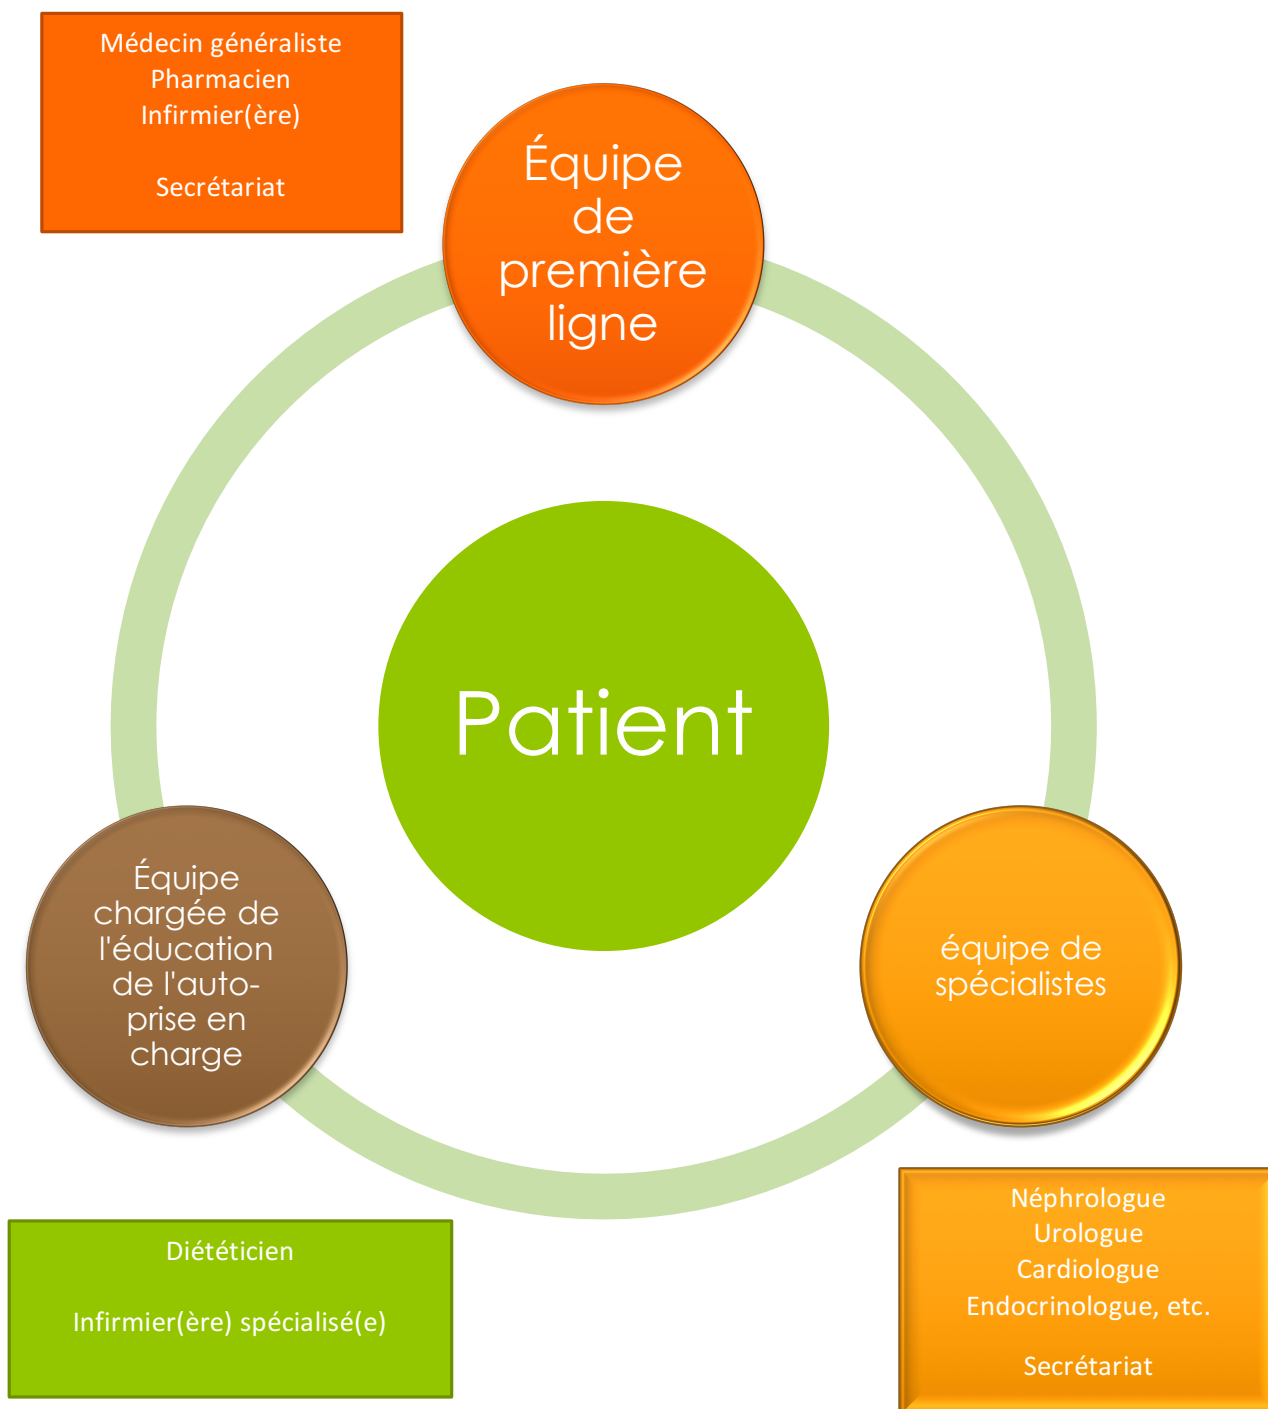 Médecin généraliste
Pharmacien
Infirmier(ère)
Secrétariat
Équipe
de
première
ligne
Patient
Équipe
chargée de
l'éducation
de l'auto-
prise en
charge
équipe de
spécialistes
Diététicien
Infirmier(ère) spécialisé(e)
Néphrologue
Urologue
Cardiologue
Endocrinologue, etc.
Secrétariat